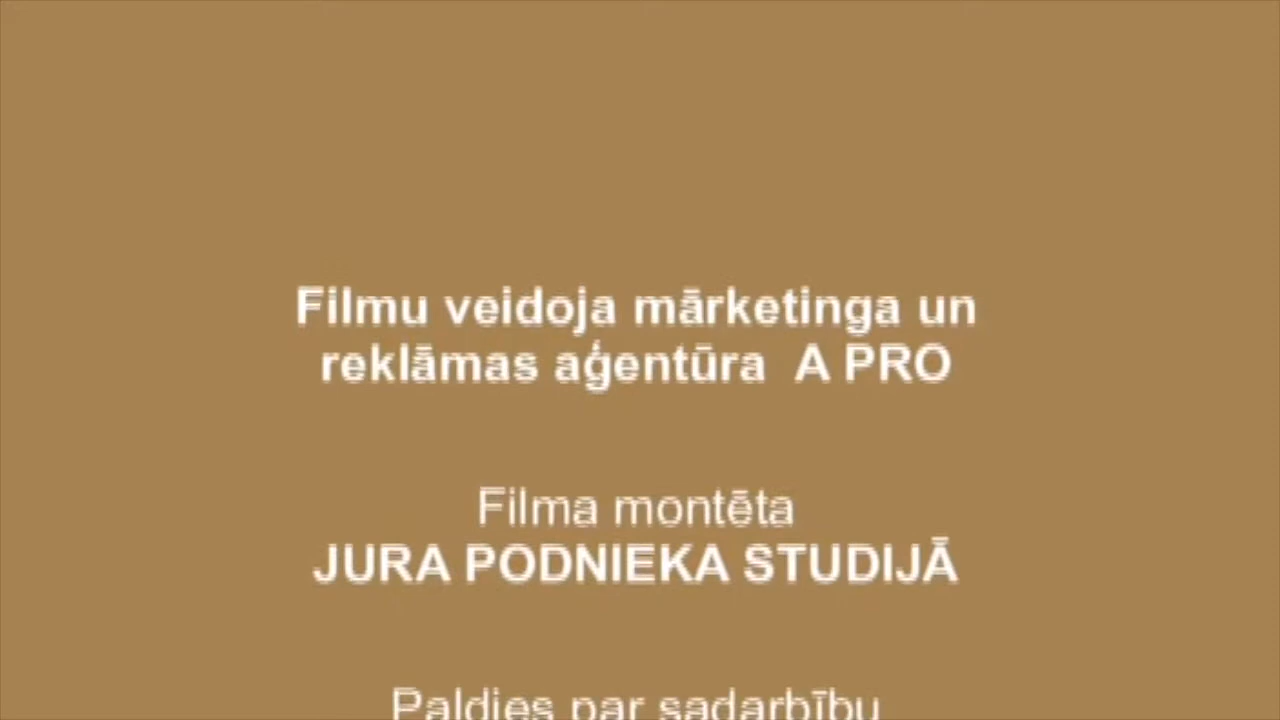 Filmu veidoja mārketinga un
reklāmas aģentūra A PRO
Filma montēta
JURA PODNIEKA STUDIJĀ
Paldies par sadarbību